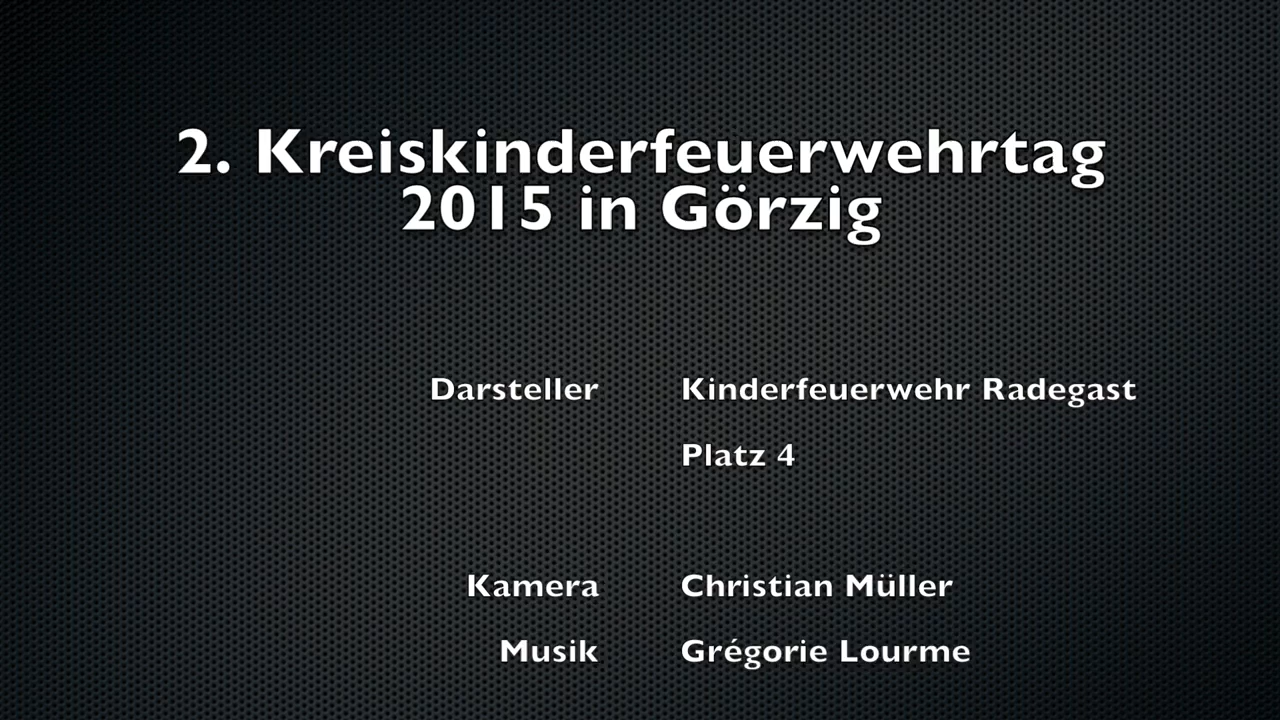 2. Kreiskinderfeuerwehrtag
2015 in Görzig
Darsteller Kinderfeuerwehr Radegast
Platz 4
Kamera Christian Müller
Musik Grégorie Lourme